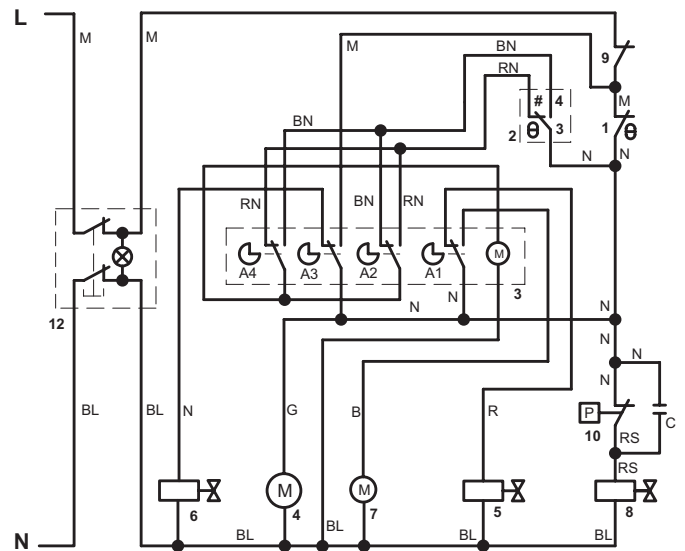 L
M M M BN 9
RN
# 4 M
BN 2 3 1
N N
RN BN RN
M
A4 A3 A2 A1
N 3
N
12 N
N
N
BL BL N G B R N
P C
10 RS
RS
M M
6 4 7 5 8
BL
N BL BL BL